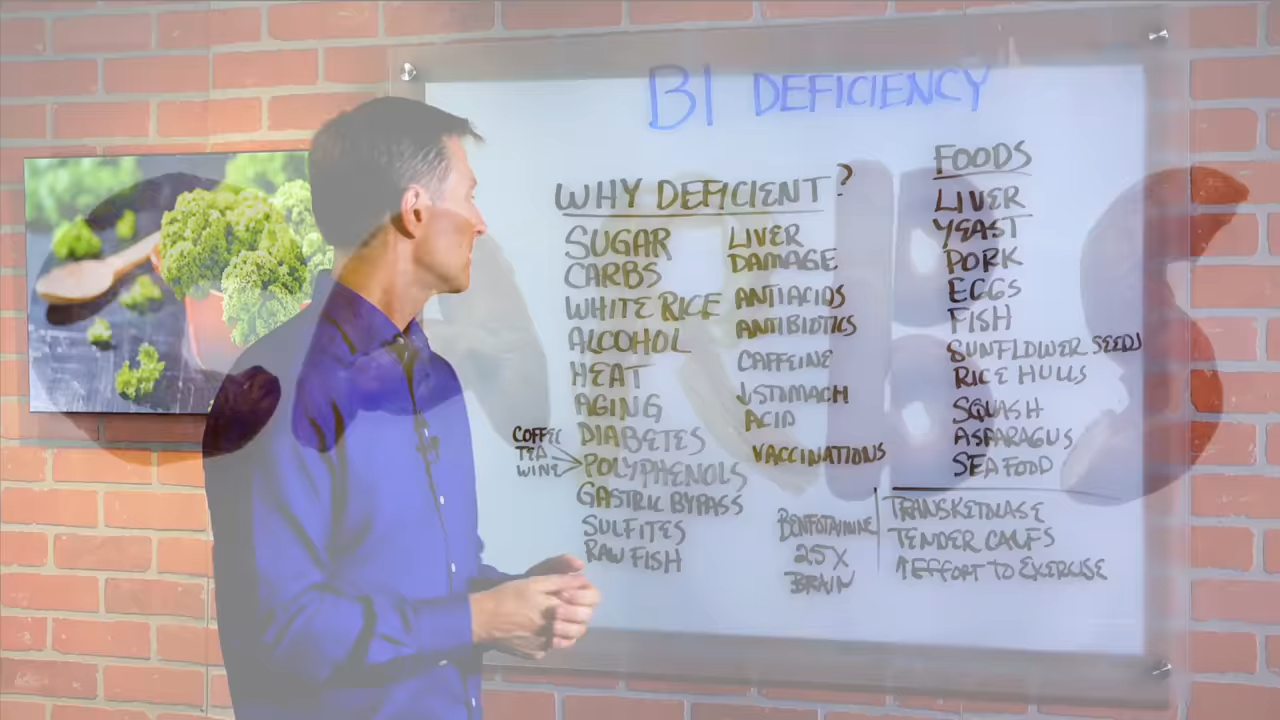 B1 DEFICIENCY
WHY DEFICIENT?
SUGAR
CARBS
WHITE RICE
ALCOHOL
HEAT
AGING
DIABETES
COFFEE
TEA
WINE
POLYPHENOLS
GASTRIC BYPASS
SULFITES
RAW FISH
LIVER
DAMAGE
ANTIACIDS
ANTIBIOTICS
CAFFEINE
↓STOMACH
ACID
VACCINATIONS
BENFOTAMINE
25X
BRAIN
FOODS
LIVER
YEAST
PORK
EGGS
FISH
SUNFLOWER SEEDS
RICE HULLS
SQUASH
ASPARAGUS
SEAFOOD
TRANSKETOLASE
TENDER CALFS
↑EFFORT TO EXERCISE